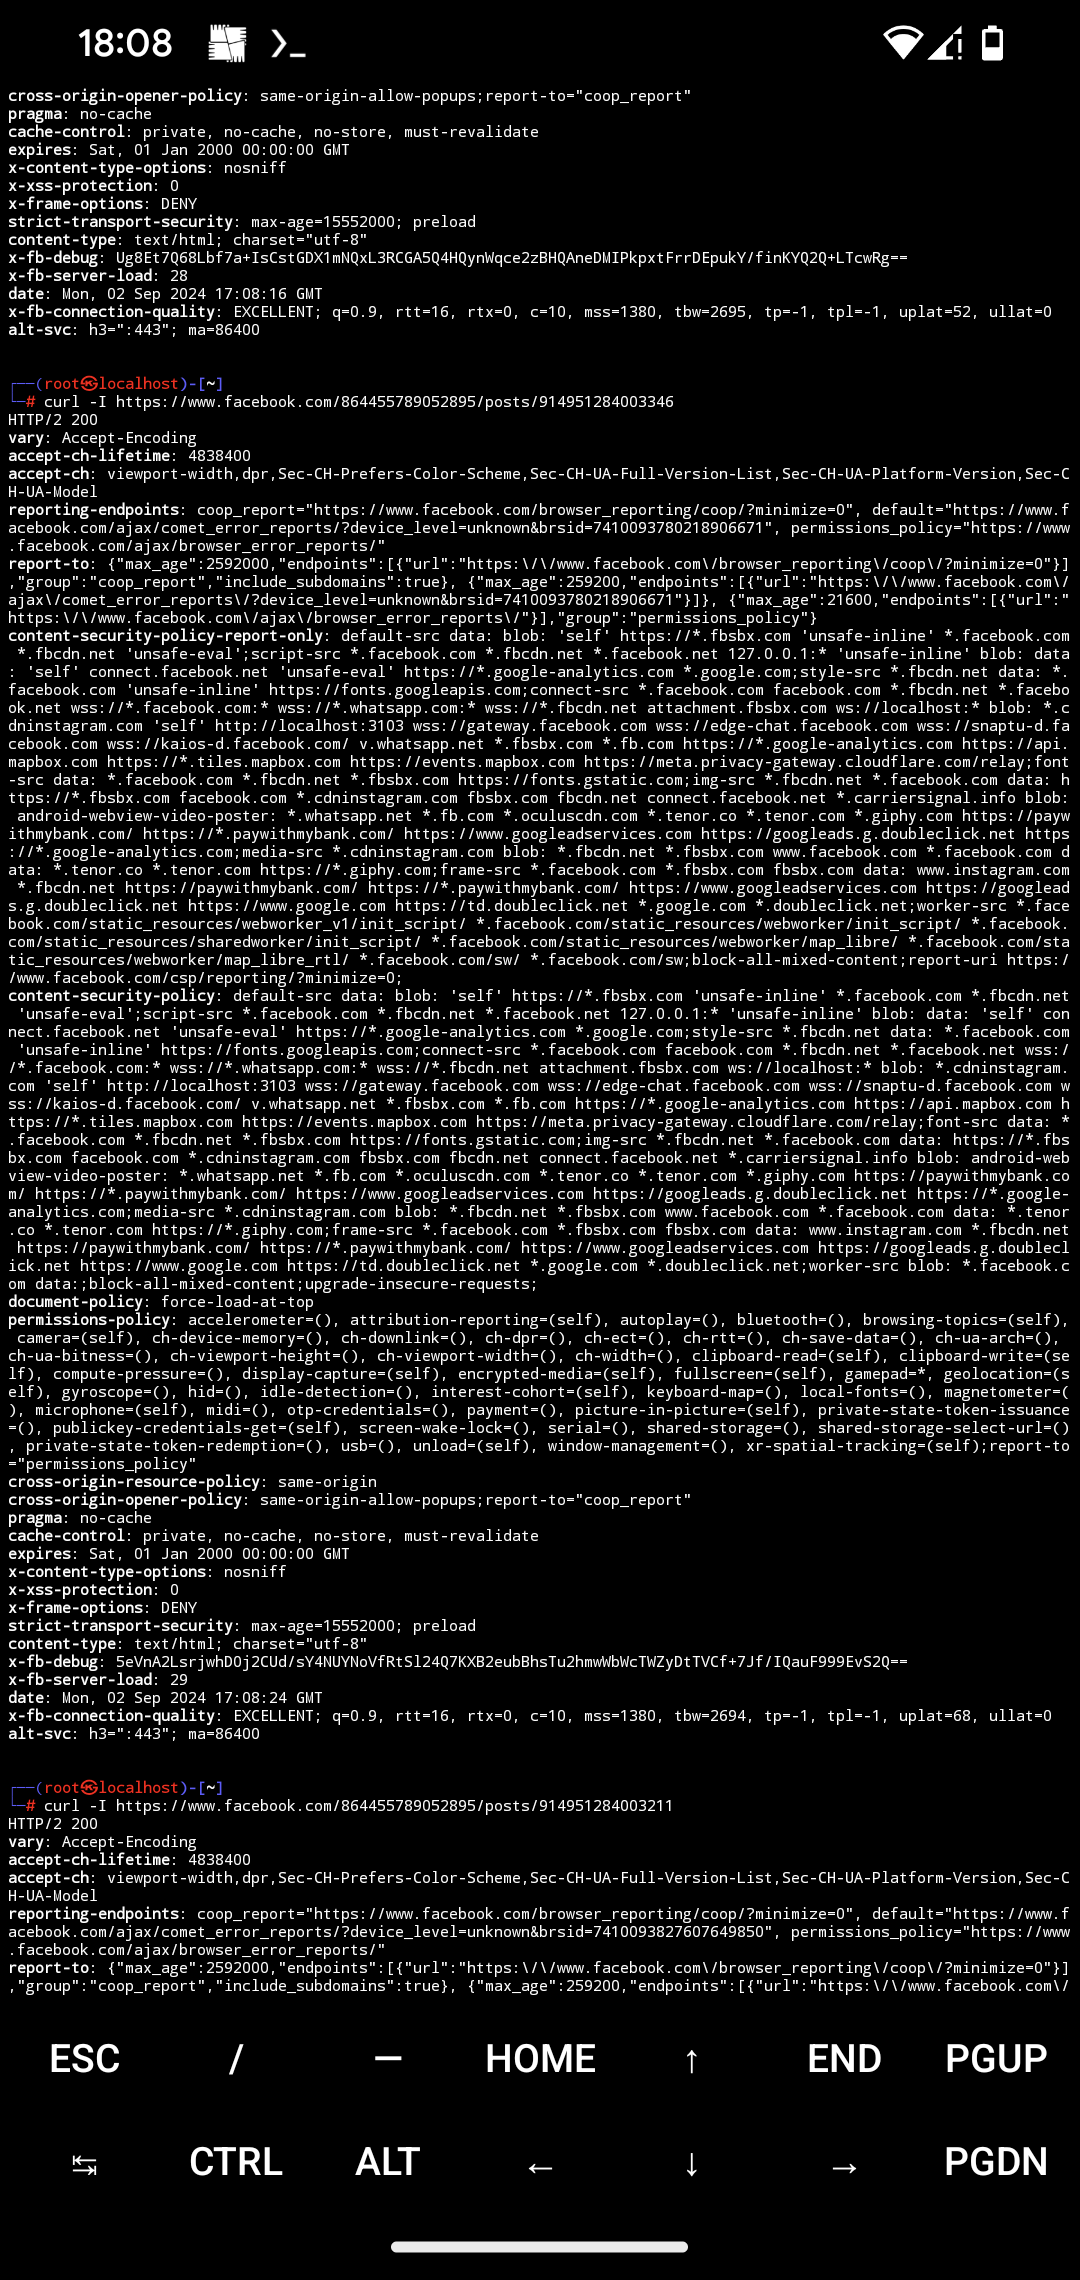 18:08
cross-origin-opener-policy: same-origin-allow-popups;report-to="coop_report"
pragma: no-cache
cache-control: private, no-cache, no-store, must-revalidate
expires: Sat, 01 Jan 2000 00:00:00 GMT
x-content-type-options: nosniff
x-xss-protection: 0
x-frame-options: DENY
strict-transport-security: max-age=15552000; preload
content-type: text/html; charset="utf-8"
x-fb-debug: Ug8Et7Q68Lbf7a+IsCstGDX1mNQxL3RCGA5Q4HQynWqce2zBHQAneDMIPkpxtFrrDEpukY/finKYQ2Q+LTcwRg==
x-fb-server-load: 28
date: Mon, 02 Sep 2024 17:08:16 GMT
x-fb-connection-quality: EXCELLENT; q=0.9, rtt=16, rtx=0, c=10, mss=1380, tbw=2695, tp=-1, tpl=-1, uplat=52, ullat=0
alt-svc: h3=":443"; ma=86400
┌──(root㉿localhost)-[~]
└─# curl -I https://www.facebook.com/864455789052895/posts/914951284003346
HTTP/2 200
vary: Accept-Encoding
accept-ch-lifetime: 4838400
accept-ch: viewport-width,dpr,Sec-CH-Prefers-Color-Scheme,Sec-CH-UA-Full-Version-List,Sec-CH-UA-Platform-Version,Sec-C
H-UA-Model
reporting-endpoints: coop_report="https://www.facebook.com/browser_reporting/coop/?minimize=0", default="https://www.f
acebook.com/ajax/comet_error_reports/?device_level=unknown&brsid=7410093780218906671", permissions_policy="https://www
.facebook.com/ajax/browser_error_reports/"
report-to: {"max_age":2592000,"endpoints":[{"url":"https:\/\/www.facebook.com\/browser_reporting\/coop\/?minimize=0"}]
,"group":"coop_report","include_subdomains":true}, {"max_age":259200,"endpoints":[{"url":"https:\/\/www.facebook.com\/
ajax\/comet_error_reports\/?device_level=unknown&brsid=7410093780218906671"}]}, {"max_age":21600,"endpoints":[{"url":"
https:\/\/www.facebook.com\/ajax\/browser_error_reports\/"}],"group":"permissions_policy"}
content-security-policy-report-only: default-src data: blob: 'self' https://*.fbsbx.com 'unsafe-inline' *.facebook.com
 *.fbcdn.net 'unsafe-eval';script-src *.facebook.com *.fbcdn.net *.facebook.net 127.0.0.1:* 'unsafe-inline' blob: data
: 'self' connect.facebook.net 'unsafe-eval' https://*.google-analytics.com *.google.com;style-src *.fbcdn.net data: *.
facebook.com 'unsafe-inline' https://fonts.googleapis.com;connect-src *.facebook.com facebook.com *.fbcdn.net *.facebo
ok.net wss://*.facebook.com:* wss://*.whatsapp.com:* wss://*.fbcdn.net attachment.fbsbx.com ws://localhost:* blob: *.c
dninstagram.com 'self' http://localhost:3103 wss://gateway.facebook.com wss://edge-chat.facebook.com wss://snaptu-d.fa
cebook.com wss://kaios-d.facebook.com/ v.whatsapp.net *.fbsbx.com *.fb.com https://*.google-analytics.com https://api.
mapbox.com https://*.tiles.mapbox.com https://events.mapbox.com https://meta.privacy-gateway.cloudflare.com/relay;font
-src data: *.facebook.com *.fbcdn.net *.fbsbx.com https://fonts.gstatic.com;img-src *.fbcdn.net *.facebook.com data: h
ttps://*.fbsbx.com facebook.com *.cdninstagram.com fbsbx.com fbcdn.net connect.facebook.net *.carriersignal.info blob:
 android-webview-video-poster: *.whatsapp.net *.fb.com *.oculuscdn.com *.tenor.co *.tenor.com *.giphy.com https://payw
ithmybank.com/ https://*.paywithmybank.com/ https://www.googleadservices.com https://googleads.g.doubleclick.net https
://*.google-analytics.com;media-src *.cdninstagram.com blob: *.fbcdn.net *.fbsbx.com www.facebook.com *.facebook.com d
ata: *.tenor.co *.tenor.com https://*.giphy.com;frame-src *.facebook.com *.fbsbx.com fbsbx.com data: www.instagram.com
 *.fbcdn.net https://paywithmybank.com/ https://*.paywithmybank.com/ https://www.googleadservices.com https://googlead
s.g.doubleclick.net https://www.google.com https://td.doubleclick.net *.google.com *.doubleclick.net;worker-src *.face
book.com/static_resources/webworker_v1/init_script/ *.facebook.com/static_resources/webworker/init_script/ *.facebook.
com/static_resources/sharedworker/init_script/ *.facebook.com/static_resources/webworker/map_libre/ *.facebook.com/sta
tic_resources/webworker/map_libre_rtl/ *.facebook.com/sw/ *.facebook.com/sw;block-all-mixed-content;report-uri https:/
/www.facebook.com/csp/reporting/?minimize=0;
content-security-policy: default-src data: blob: 'self' https://*.fbsbx.com 'unsafe-inline' *.facebook.com *.fbcdn.net
 'unsafe-eval';script-src *.facebook.com *.fbcdn.net *.facebook.net 127.0.0.1:* 'unsafe-inline' blob: data: 'self' con
nect.facebook.net 'unsafe-eval' https://*.google-analytics.com *.google.com;style-src *.fbcdn.net data: *.facebook.com
 'unsafe-inline' https://fonts.googleapis.com;connect-src *.facebook.com facebook.com *.fbcdn.net *.facebook.net wss:/
/*.facebook.com:* wss://*.whatsapp.com:* wss://*.fbcdn.net attachment.fbsbx.com ws://localhost:* blob: *.cdninstagram.
com 'self' http://localhost:3103 wss://gateway.facebook.com wss://edge-chat.facebook.com wss://snaptu-d.facebook.com w
ss://kaios-d.facebook.com/ v.whatsapp.net *.fbsbx.com *.fb.com https://*.google-analytics.com https://api.mapbox.com h
ttps://*.tiles.mapbox.com https://events.mapbox.com https://meta.privacy-gateway.cloudflare.com/relay;font-src data: *
.facebook.com *.fbcdn.net *.fbsbx.com https://fonts.gstatic.com;img-src *.fbcdn.net *.facebook.com data: https://*.fbs
bx.com facebook.com *.cdninstagram.com fbsbx.com fbcdn.net connect.facebook.net *.carriersignal.info blob: android-web
view-video-poster: *.whatsapp.net *.fb.com *.oculuscdn.com *.tenor.co *.tenor.com *.giphy.com https://paywithmybank.co
m/ https://*.paywithmybank.com/ https://www.googleadservices.com https://googleads.g.doubleclick.net https://*.google-
analytics.com;media-src *.cdninstagram.com blob: *.fbcdn.net *.fbsbx.com www.facebook.com *.facebook.com data: *.tenor
.co *.tenor.com https://*.giphy.com;frame-src *.facebook.com *.fbsbx.com fbsbx.com data: www.instagram.com *.fbcdn.net
 https://paywithmybank.com/ https://*.paywithmybank.com/ https://www.googleadservices.com https://googleads.g.doublecl
ick.net https://www.google.com https://td.doubleclick.net *.google.com *.doubleclick.net;worker-src blob: *.facebook.c
om data:;block-all-mixed-content;upgrade-insecure-requests;
document-policy: force-load-at-top
permissions-policy: accelerometer=(), attribution-reporting=(self), autoplay=(), bluetooth=(), browsing-topics=(self),
 camera=(self), ch-device-memory=(), ch-downlink=(), ch-dpr=(), ch-ect=(), ch-rtt=(), ch-save-data=(), ch-ua-arch=(),
ch-ua-bitness=(), ch-viewport-height=(), ch-viewport-width=(), ch-width=(), clipboard-read=(self), clipboard-write=(se
lf), compute-pressure=(), display-capture=(self), encrypted-media=(self), fullscreen=(self), gamepad=*, geolocation=(s
elf), gyroscope=(), hid=(), idle-detection=(), interest-cohort=(self), keyboard-map=(), local-fonts=(), magnetometer=(
), microphone=(self), midi=(), otp-credentials=(), payment=(), picture-in-picture=(self), private-state-token-issuance
=(), publickey-credentials-get=(self), screen-wake-lock=(), serial=(), shared-storage=(), shared-storage-select-url=()
, private-state-token-redemption=(), usb=(), unload=(self), window-management=(), xr-spatial-tracking=(self);report-to
="permissions_policy"
cross-origin-resource-policy: same-origin
cross-origin-opener-policy: same-origin-allow-popups;report-to="coop_report"
pragma: no-cache
cache-control: private, no-cache, no-store, must-revalidate
expires: Sat, 01 Jan 2000 00:00:00 GMT
x-content-type-options: nosniff
x-xss-protection: 0
x-frame-options: DENY
strict-transport-security: max-age=15552000; preload
content-type: text/html; charset="utf-8"
x-fb-debug: 5eVnA2LsrjwhD0j2CUd/sY4NUYNoVfRtSl24Q7KXB2eubBhsTu2hmwWbWcTWZyDtTVCf+7Jf/IQauF999EvS2Q==
x-fb-server-load: 29
date: Mon, 02 Sep 2024 17:08:24 GMT
x-fb-connection-quality: EXCELLENT; q=0.9, rtt=16, rtx=0, c=10, mss=1380, tbw=2694, tp=-1, tpl=-1, uplat=68, ullat=0
alt-svc: h3=":443"; ma=86400
┌──(root㉿localhost)-[~]
└─# curl -I https://www.facebook.com/864455789052895/posts/914951284003211
HTTP/2 200
vary: Accept-Encoding
accept-ch-lifetime: 4838400
accept-ch: viewport-width,dpr,Sec-CH-Prefers-Color-Scheme,Sec-CH-UA-Full-Version-List,Sec-CH-UA-Platform-Version,Sec-C
H-UA-Model
reporting-endpoints: coop_report="https://www.facebook.com/browser_reporting/coop/?minimize=0", default="https://www.f
acebook.com/ajax/comet_error_reports/?device_level=unknown&brsid=7410093827607649850", permissions_policy="https://www
.facebook.com/ajax/browser_error_reports/"
report-to: {"max_age":2592000,"endpoints":[{"url":"https:\/\/www.facebook.com\/browser_reporting\/coop\/?minimize=0"}]
,"group":"coop_report","include_subdomains":true}, {"max_age":259200,"endpoints":[{"url":"https:\/\/www.facebook.com\/
ESC / — HOME ↑ END PGUP
↹ CTRL ALT ← ↓ → PGDN